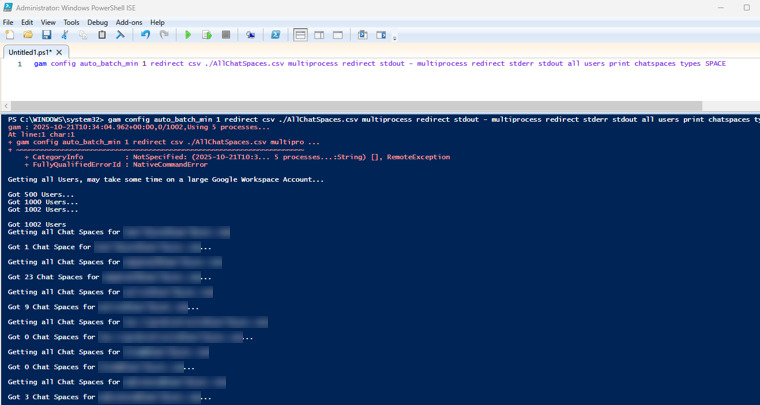 Administrator: Windows PowerShell ISE
File Edit View Tools Debug Add-ons Help
Untitled1.ps1* X
1 gam config auto_batch_min 1 redirect csv ./AllChatSpaces.csv multiprocess redirect stdout - multiprocess redirect stderr stdout all users print chatspaces types SPACE
PS C:\WINDOWS\system32> gam config auto_batch_min 1 redirect csv ./AllChatSpaces.csv multiprocess redirect stdout - multiprocess redirect stderr stdout all users print chatspaces ty
gam : 2025-10-21T10:34:04.962+00:00,0/1002,Using 5 processes...
At line:1 char:1
+ gam config auto_batch_min 1 redirect csv ./AllChatSpaces.csv multipro ...
+ ~~~~~~~~~~~~~~~~~~~~~~~~~~~~~~~~~~~~~~~~~~~~~~~~~~~~~~~~~~~~~~~~~~~~~
+ CategoryInfo : NotSpecified: (2025-10-21T10:3... 5 processes...:String) [], RemoteException
+ FullyQualifiedErrorId : NativeCommandError
Getting all Users, may take some time on a large Google Workspace Account...
Got 500 Users...
Got 1000 Users...
Got 1002 Users...
Got 1002 Users
Getting all Chat Spaces for
Got 1 Chat Space for ...
Getting all Chat Spaces for
Got 23 Chat Spaces for ...
Getting all Chat Spaces for
Got 9 Chat Spaces for ...
Getting all Chat Spaces for
Got 0 Chat Spaces for ...
Getting all Chat Spaces for
Got 0 Chat Spaces for ...
Getting all Chat Spaces for
Got 3 Chat Spaces for ...